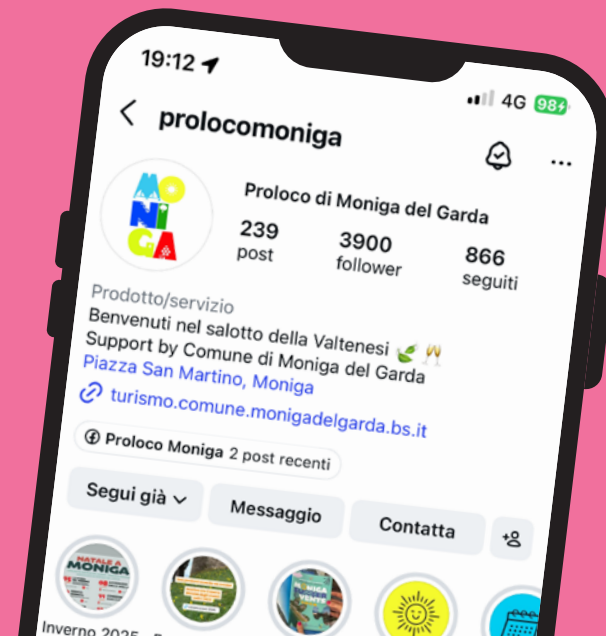 19:12
4G 98
prolocomoniga
MO
NI
GA
Proloco di Moniga del Garda
239 3900 866
post follower seguiti
Prodotto/servizio
Benvenuti nel salotto della Valtenesi 🌿🥂
Support by Comune di Moniga del Garda
Piazza San Martino, Moniga
turismo.comune.monigadelgarda.bs.it
Proloco Moniga 2 post recenti
Segui già Messaggio Contatta
NATALE A
MONIGA
Inverno 2025